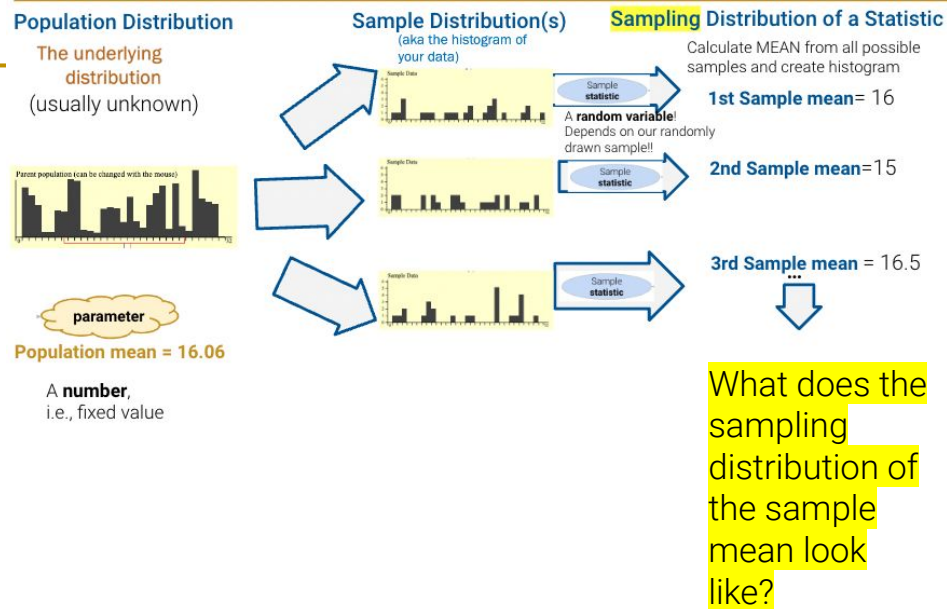 Population Distribution
The underlying
distribution
(usually unknown)
Parent population (can be changed with the mouse)
parameter
Population mean = 16.06
A number,
i.e., fixed value
Sample Distribution(s)
(aka the histogram of
your data)
Sample Data
Sample Data
Sample Data
Sample
statistic
A random variable!
Depends on our randomly
drawn sample!!
Sample
statistic
Sample
statistic
Sampling Distribution of a Statistic
Calculate MEAN from all possible
samples and create histogram
1st Sample mean= 16
2nd Sample mean=15
3rd Sample mean = 16.5
...
What does the
sampling
distribution of
the sample
mean look
like?